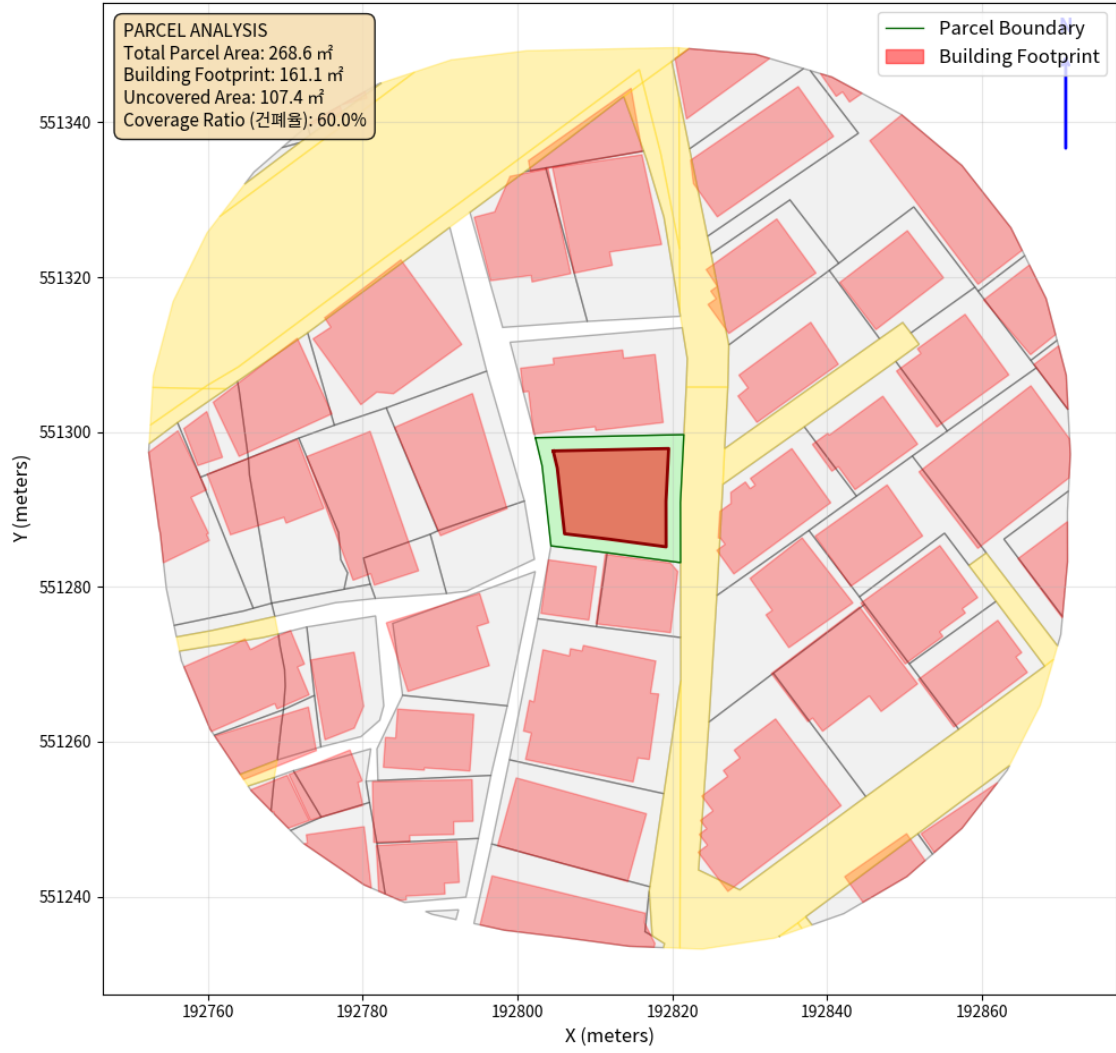 PARCEL ANALYSIS
Total Parcel Area: 268.6 ㎡
Building Footprint: 161.1 ㎡
Uncovered Area: 107.4 ㎡
Coverage Ratio (건폐율): 60.0%
Parcel Boundary
Building Footprint
N
551340
551320
551300
551280
551260
551240
Y (meters)
192760
192780
192800
192820
192840
192860
X (meters)